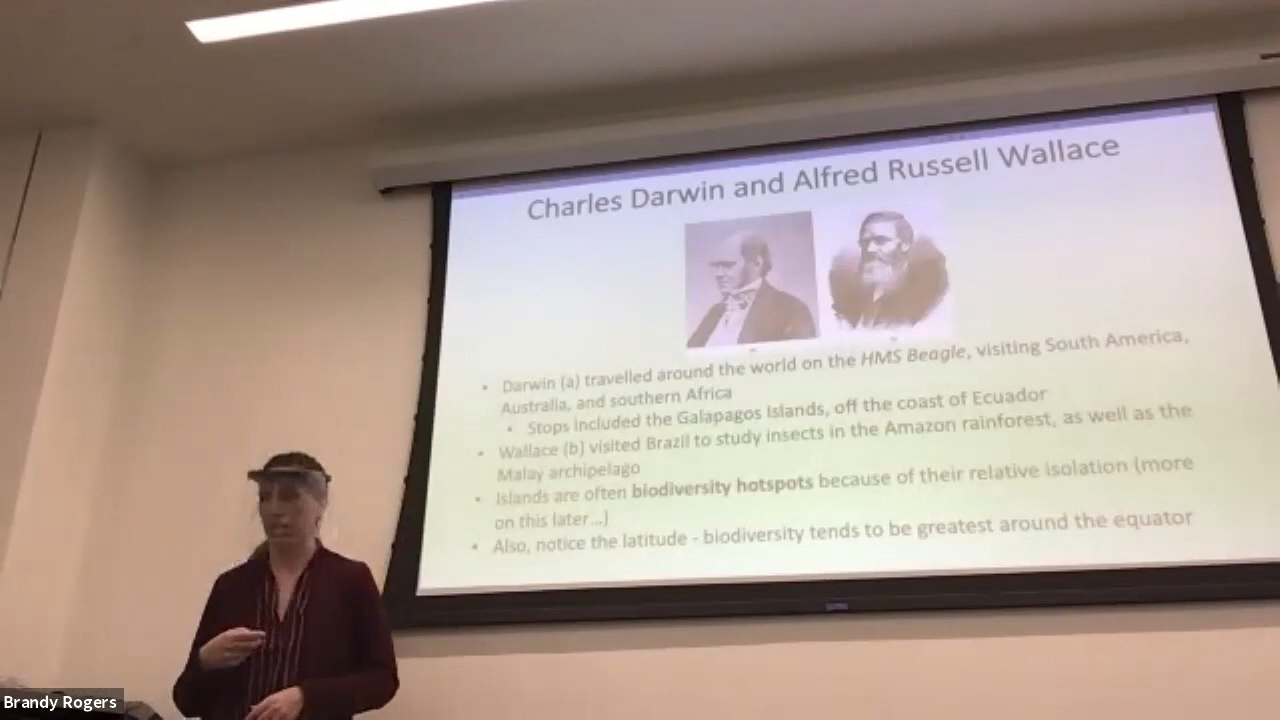 Charles Darwin and Alfred Russell Wallace
• Darwin (a) travelled around the world on the HMS Beagle, visiting South America,
Australia, and southern Africa
• Stops included the Galapagos Islands, off the coast of Ecuador
• Wallace (b) visited Brazil to study insects in the Amazon rainforest, as well as the
Malay archipelago
• Islands are often biodiversity hotspots because of their relative isolation (more
on this later...)
• Also, notice the latitude - biodiversity tends to be greatest around the equator
Brandy Rogers